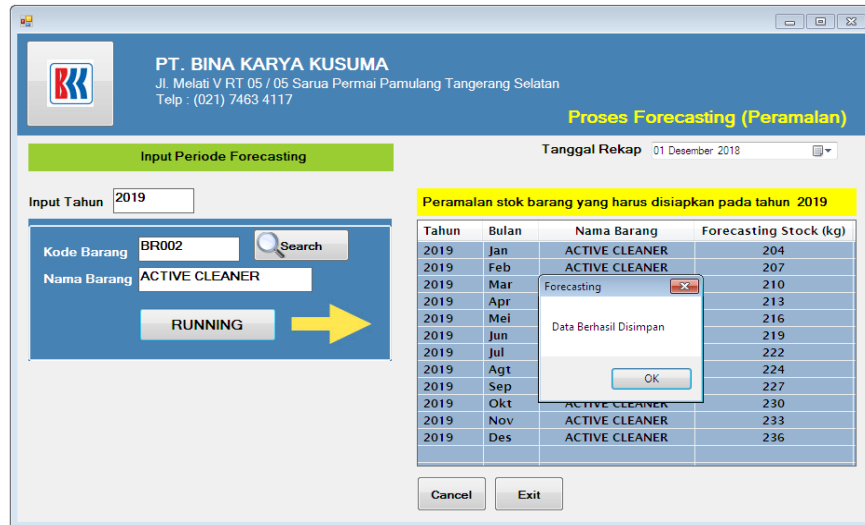 BKK
PT. BINA KARYA KUSUMA
Jl. Melati V RT 05 / 05 Sarua Permai Pamulang Tangerang Selatan
Telp : (021) 7463 4117
Proses Forecasting (Peramalan)
Input Periode Forecasting
Tanggal Rekap 01 Desember 2018
Input Tahun 2019
Kode Barang BR002 Search
Nama Barang ACTIVE CLEANER
RUNNING
Peramalan stok barang yang harus disiapkan pada tahun 2019
Tahun Bulan Nama Barang Forecasting Stock (kg)
2019 Jan ACTIVE CLEANER 204
2019 Feb ACTIVE CLEANER 207
2019 Mar 210
2019 Apr 213
2019 Mei 216
2019 Jun 219
2019 Jul 222
2019 Agt 224
2019 Sep 227
2019 Okt ACTIVE CLEANER 230
2019 Nov ACTIVE CLEANER 233
2019 Des ACTIVE CLEANER 236
Forecasting
Data Berhasil Disimpan
OK
Cancel Exit